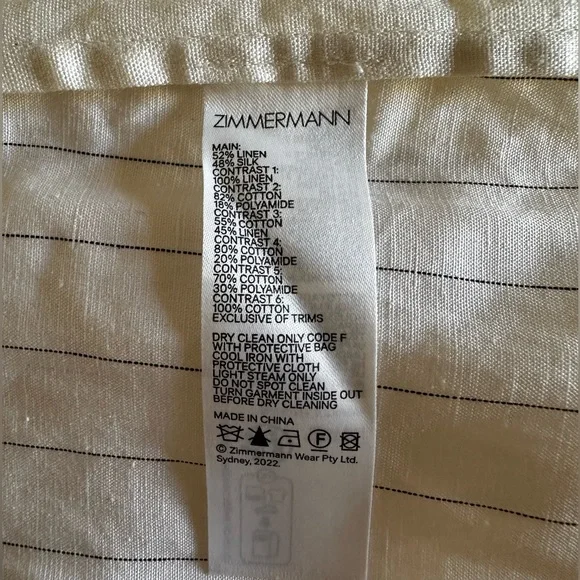 ZIMMERMANN
MAIN:
52% LINEN
48% SILK
CONTRAST 1:
100% LINEN
CONTRAST 2:
82% COTTON
18% POLYAMIDE
CONTRAST 3:
55% COTTON
45% LINEN
CONTRAST 4:
80% COTTON
20% POLYAMIDE
CONTRAST 5:
70% COTTON
30% POLYAMIDE
CONTRAST 6:
100% COTTON
EXCLUSIVE OF TRIMS
DRY CLEAN ONLY CODE F
WITH PROTECTIVE BAG
COOL IRON WITH
PROTECTIVE CLOTH
LIGHT STEAM ONLY
DO NOT SPOT CLEAN
TURN GARMENT INSIDE OUT
BEFORE DRY CLEANING
MADE IN CHINA
F
© Zimmermann Wear Pty Ltd.
Sydney, 2022.